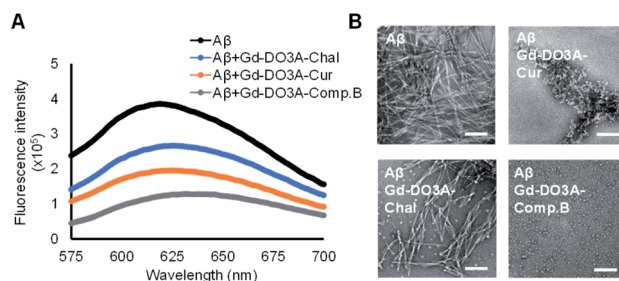 A
Aβ
Aβ+Gd-DO3A-Chal
Aβ+Gd-DO3A-Cur
Aβ+Gd-DO3A-Comp.B
Fluorescence intensity
(x10⁵)
5
4
3
2
1
0
575
600
625
650
675
700
Wavelength (nm)
B
Aβ
Aβ
Gd-DO3A-
Cur
Aβ
Gd-DO3A-
Chal
Aβ
Gd-DO3A-
Comp.B